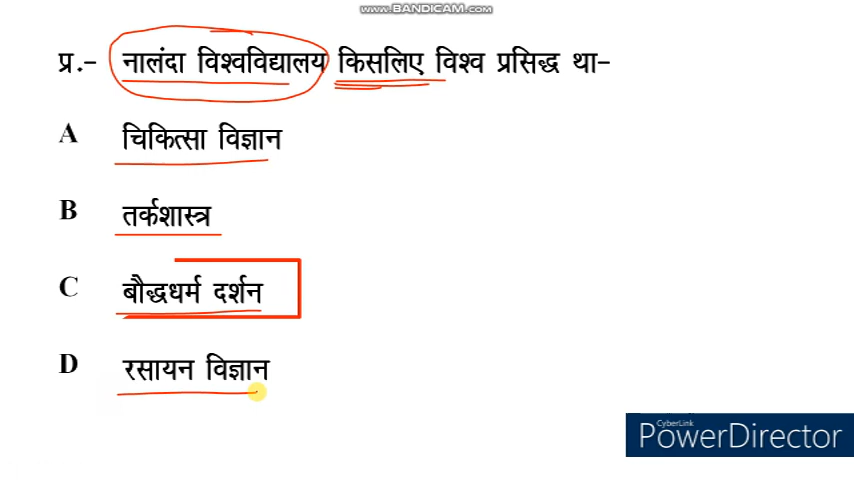 www.BANDICAM.com
प्र.- नालंदा विश्वविद्यालय किसलिए विश्व प्रसिद्ध था-
A चिकित्सा विज्ञान
B तर्कशास्त्र
C बौद्धधर्म दर्शन
D रसायन विज्ञान
CyberLink
PowerDirector